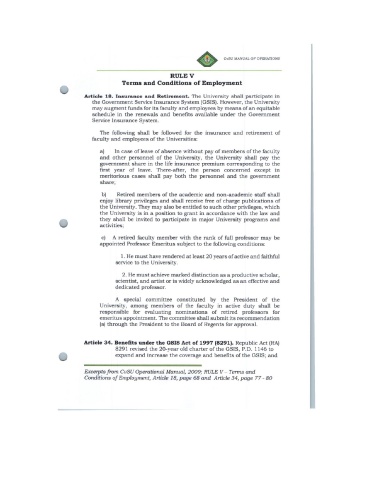 CvSU MANUAL OF OPERATIONS
RULE V
Terms and Conditions of Employment
Article 18. Insurance and Retirement. The University shall participate in
the Government Service Insurance System (GSIS). However, the University
may augment funds for its faculty and employees by means of an equitable
schedule in the renewals and benefits available under the Government
Service Insurance System.
The following shall be followed for the insurance and retirement of
faculty and employees of the Universities:
a) In case of leave of absence without pay of members of the faculty
and other personnel of the University, the University shall pay the
government share in the life insurance premium corresponding to the
first year of leave. There-after, the person concerned except in
meritorious cases shall pay both the personnel and the government
share;
b) Retired members of the academic and non-academic staff shall
enjoy library privileges and shall receive free of charge publications of
the University. They may also be entitled to such other privileges, which
the University is in a position to grant in accordance with the law and
they shall be invited to participate in major University programs and
activities;
c) A retired faculty member with the rank of full professor may be
appointed Professor Emeritus subject to the following conditions:
1. He must have rendered at least 20 years of active and faithful
service to the University.
2. He must achieve marked distinction as a productive scholar,
scientist, and artist or is widely acknowledged as an effective and
dedicated professor.
A special committee constituted by the President of the
University, among members of the faculty in active duty shall be
responsible for evaluating nominations of retired professors for
emeritus appointment. The committee shall submit its recommendation
(s) through the President to the Board of Regents for approval.
Article 34. Benefits under the GSIS Act of 1997 (8291). Republic Act (RA)
8291 revised the 20-year old charter of the GSIS, P.D. 1146 to
expand and increase the coverage and benefits of the GSIS; and
Excerpts from CvSU Operational Manual, 2009: RULE V - Terms and
Conditions of Employment, Article 18, page 68 and Article 34, page 77 - 80